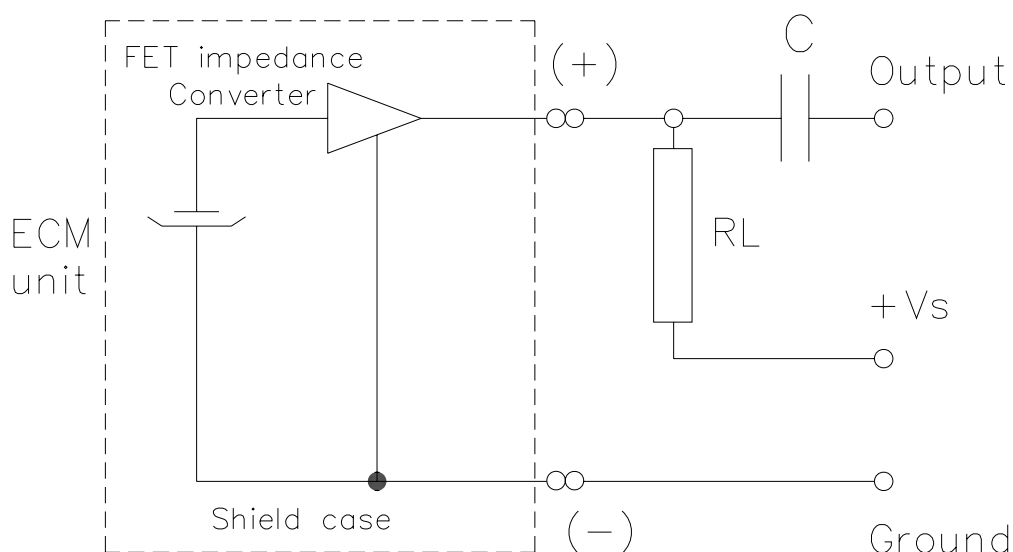 FET impedance
Converter
(+)
C
Output
ECM
unit
RL
+Vs
Shield case
(-)
Ground